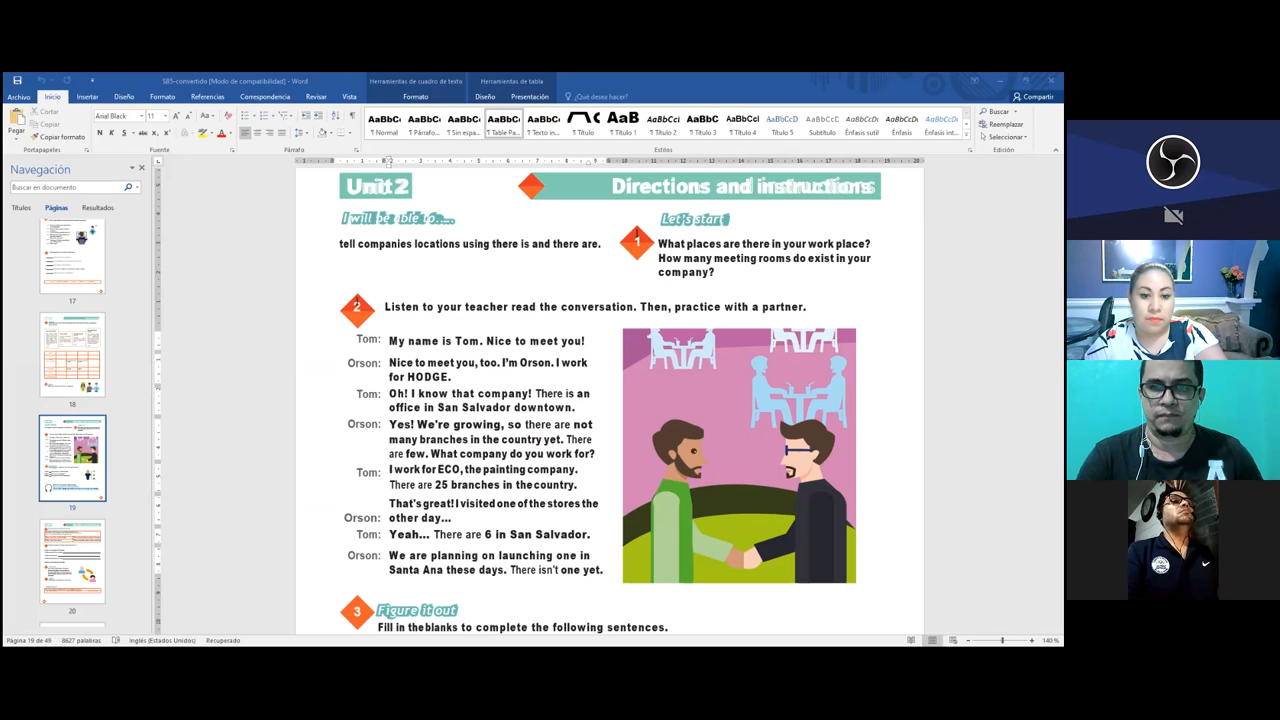 SB5-convertido [Modo de compatibilidad] - Word
Herramientas de cuadro de texto
Herramientas de tabla
Archivo
Inicio
Insertar
Diseño
Formato
Referencias
Correspondencia
Revisar
Vista
Formato
Diseño
Presentación
¿Qué desea hacer?
Compartir
Pegar
Cortar
Copiar
Copiar formato
Portapapeles
Arial Black
11
Fuente
Párrafo
¶ Normal
¶ Párrafo...
¶ Sin espa...
¶ Table Pa...
¶ Texto in...
¶ Título
¶ Título 1
¶ Título 2
¶ Título 3
¶ Título 4
Título 5
Subtítulo
Énfasis sutil
Énfasis
Énfasis int...
Estilos
Buscar
Reemplazar
Seleccionar
Edición
Navegación
Buscar en documento
Títulos
Páginas
Resultados
17
18
19
20
Unit 2
Directions and instructions
I will be able to....
tell companies locations using there is and there are.
Let's start
1
What places are there in your work place?
How many meeting rooms do exist in your
company?
2
Listen to your teacher read the conversation. Then, practice with a partner.
Tom: My name is Tom. Nice to meet you!
Orson: Nice to meet you, too. I'm Orson. I work
for HODGE.
Tom: Oh! I know that company! There is an
office in San Salvador downtown.
Orson: Yes! We're growing, so there are not
many branches in the country yet. There
are few. What company do you work for?
Tom: I work for ECO, the painting company.
There are 25 branches in the country.
That's great! I visited one of the stores the
Orson: other day...
Tom: Yeah... There are 6 in San Salvador.
Orson: We are planning on launching one in
Santa Ana these days. There isn't one yet.
3
Figure it out
Fill in the blanks to complete the following sentences.
Página 19 de 49
8627 palabras
Inglés (Estados Unidos)
Recuperado
140 %